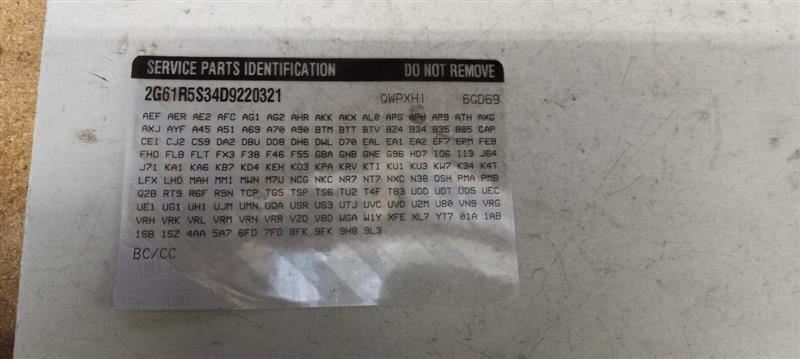 SERVICE PARTS IDENTIFICATION DO NOT REMOVE
2G61R5S34D9220321 QWPXHI 6GD69
AEF AER AE2 AFC AG1 AG2 AHR AKK AKX AL0 APG APH AP9 ATH AXG
AXJ AYF A45 A51 A69 A70 A90 BTM BTT BTV BZ4 B34 B35 B85 CAP
CE1 CJ2 C59 DA2 DBU DD8 DH6 DWL D70 EAL EA1 EA2 EF7 SPM FE9
FHO FLB FLT FX3 F38 F46 F55 GBA GNB GNE G96 HD7 IO6 I13 J64
J71 KA1 KA6 KB7 KD4 KEH KO3 KPA KRV KTI KU1 KU3 KW7 K34 K4T
LFX LHD MAH MM1 MWN M7U NCG NKC NR7 NT7 NXC N38 OSH PMA PMB
Q2B RT9 R6F R9N TCP TG5 TSP TS6 TU2 T4F T83 UDD UDT UDS UEC
UE1 UG1 UH1 UJM UMN UQA USR US3 UTJ UVC UVD U2M U80 VN9 VRG
VRH VRK VRL VRM VRN VRR VZD V8D WGA W1Y XFE XL7 YT7 01A 1AB
1SB 1SZ 4AA 5A7 6FD 7FD 8FK 9FK 9H8 9L3
BC/CC